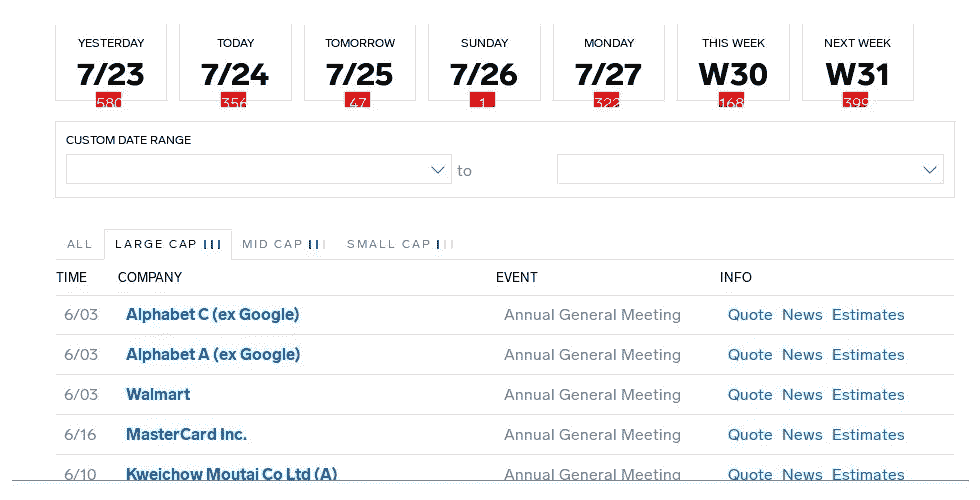 YESTERDAY TODAY TOMORROW SUNDAY MONDAY THIS WEEK NEXT WEEK
7/23 7/24 7/25 7/26 7/27 W30 W31
580 356 47 1 322 168 399
CUSTOM DATE RANGE
to
ALL LARGE CAP MID CAP SMALL CAP
TIME COMPANY EVENT INFO
6/03 Alphabet C (ex Google) Annual General Meeting Quote News Estimates
6/03 Alphabet A (ex Google) Annual General Meeting Quote News Estimates
6/03 Walmart Annual General Meeting Quote News Estimates
6/16 MasterCard Inc. Annual General Meeting Quote News Estimates
6/10 Kweichow Moutai Co Ltd (A) Annual General Meeting Quote News Estimates